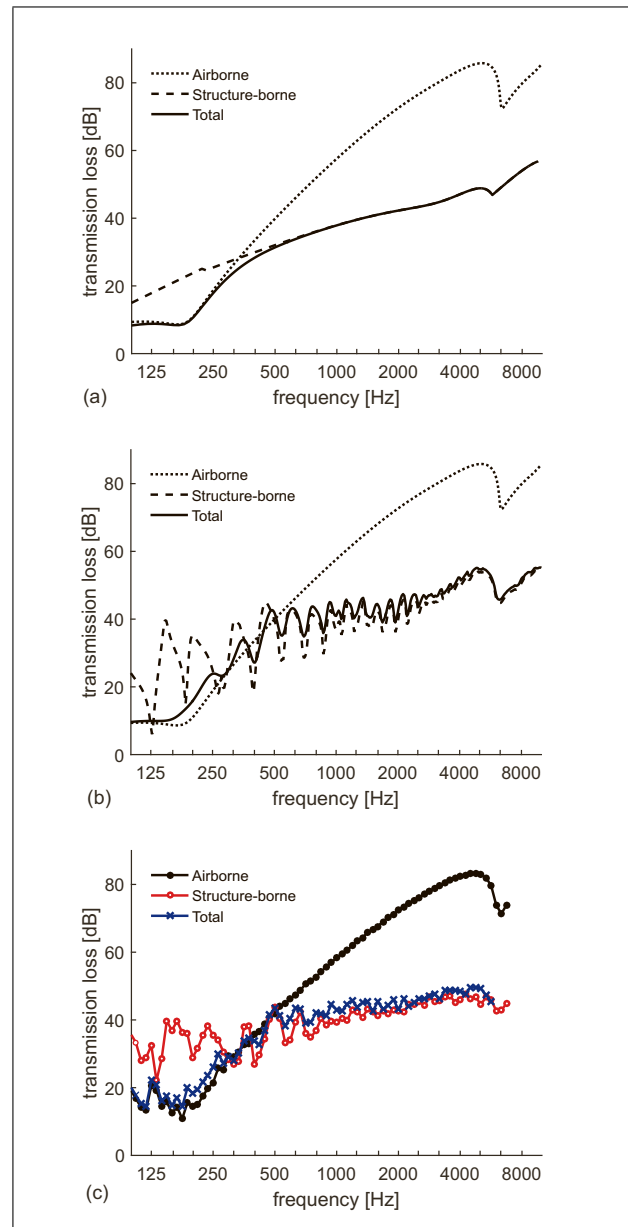 80
60
40
20
0
transmission loss [dB]
Airborne
Structure-borne
Total
125 250 500 1000 2000 4000 8000
frequency [Hz]
(a)
80
60
40
20
0
transmission loss [dB]
Airborne
Structure-borne
Total
125 250 500 1000 2000 4000 8000
frequency [Hz]
(b)
80
60
40
20
0
transmission loss [dB]
Airborne
Structure-borne
Total
125 250 500 1000 2000 4000 8000
frequency [Hz]
(c)